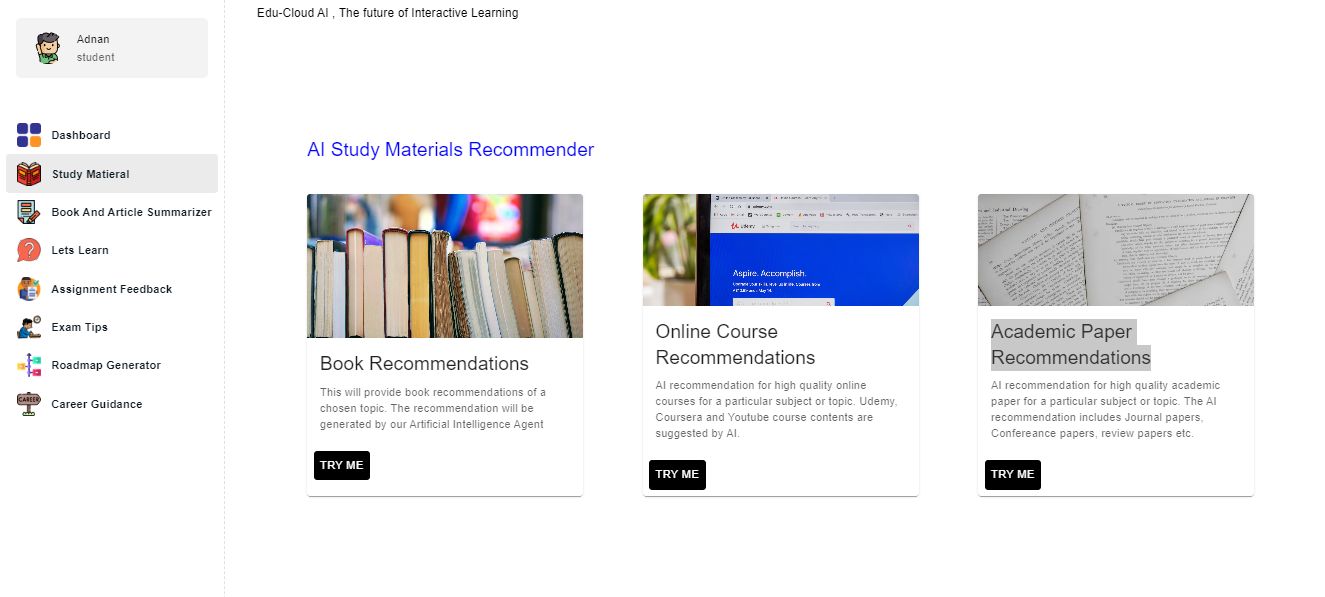 Edu-Cloud AI , The future of Interactive Learning
Adnan
student
Dashboard
Study Matieral
Book And Article Summarizer
Lets Learn
Assignment Feedback
Exam Tips
Roadmap Generator
CAREER
Career Guidance
AI Study Materials Recommender
Book Recommendations
This will provide book recommendations of a
chosen topic. The recommendation will be
generated by our Artificial Intelligence Agent
TRY ME
udemy
Aspire. Accomplish.
Online Course
Recommendations
AI recommendation for high quality online
courses for a particular subject or topic. Udemy,
Coursera and Youtube course contents are
suggested by AI.
TRY ME
Academic Paper
Recommendations
AI recommendation for high quality academic
paper for a particular subject or topic. The AI
recommendation includes Journal papers,
Confereance papers, review papers etc.
TRY ME